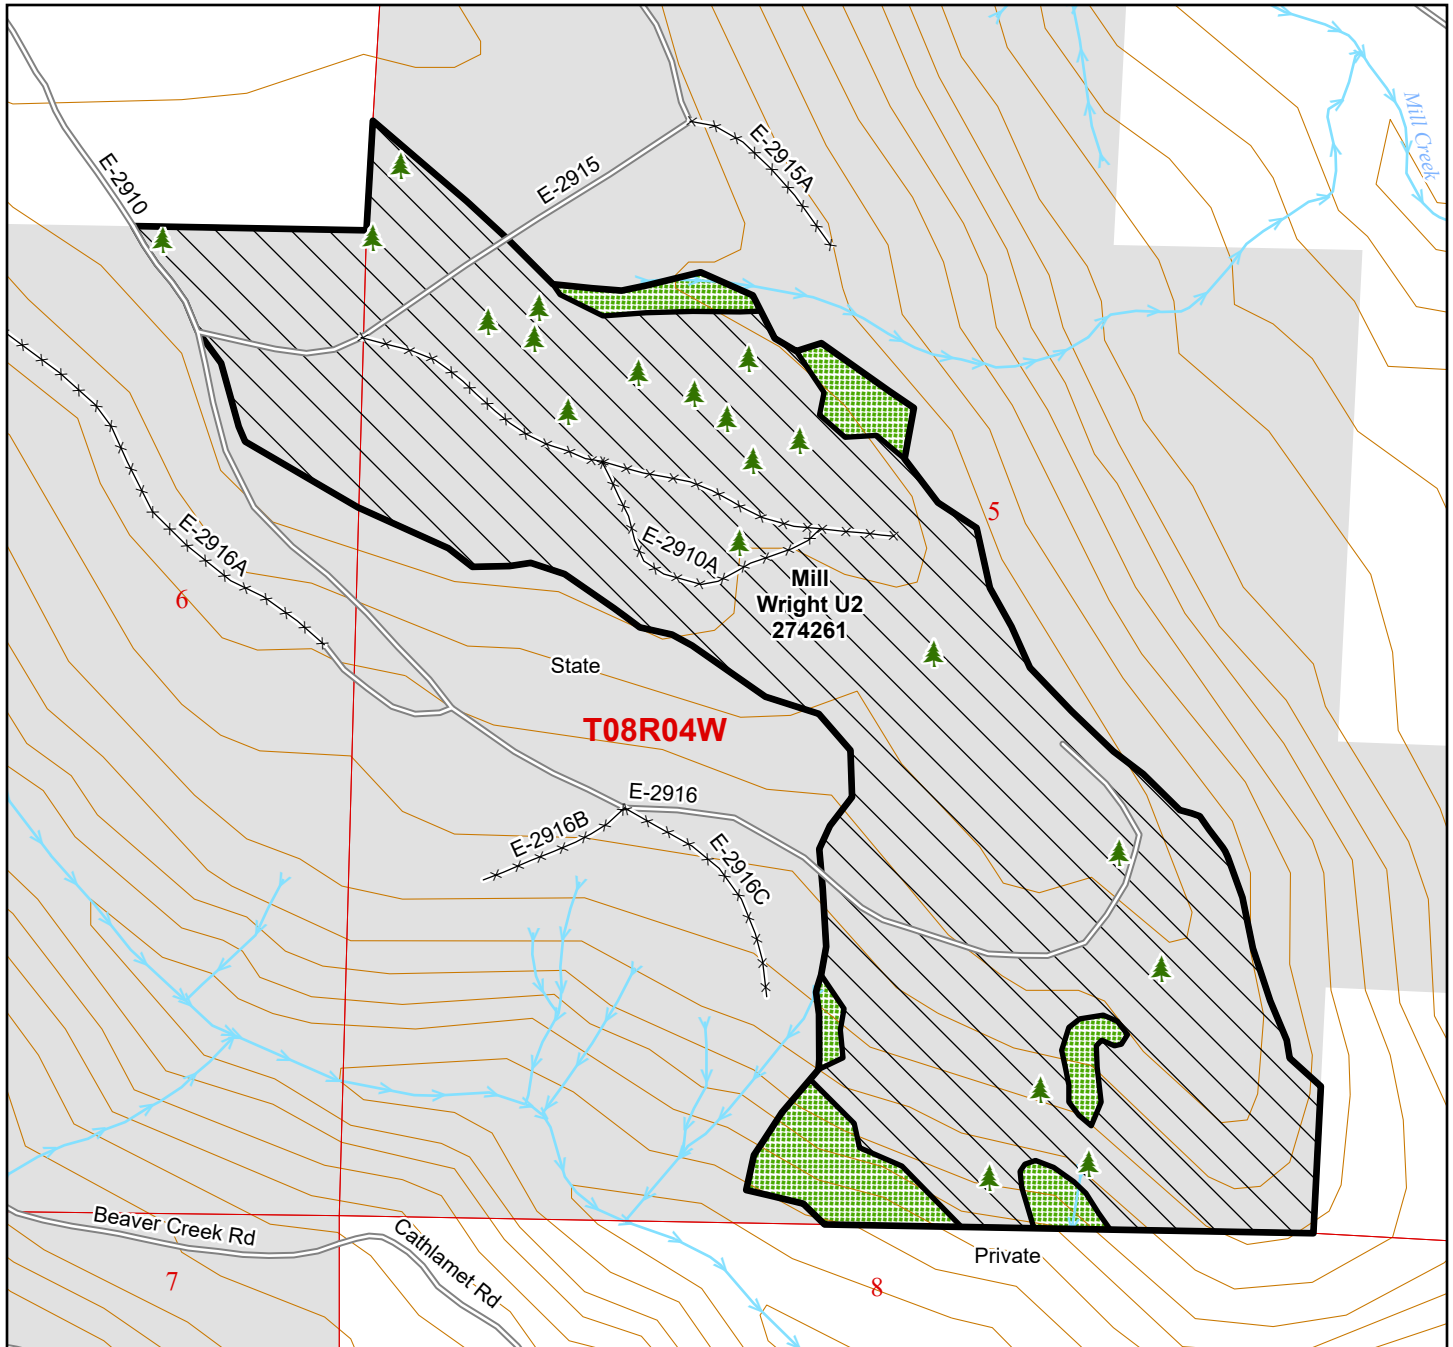 Mill Creek
E-2910
E-2915
E-2915A
5
E-2916A
E-2910A
Mill
Wright U2
274261
6
State
T08R04W
E-2916
E-2916B
E-2916C
Beaver Creek Rd
Cathlamet Rd
Private
7
8